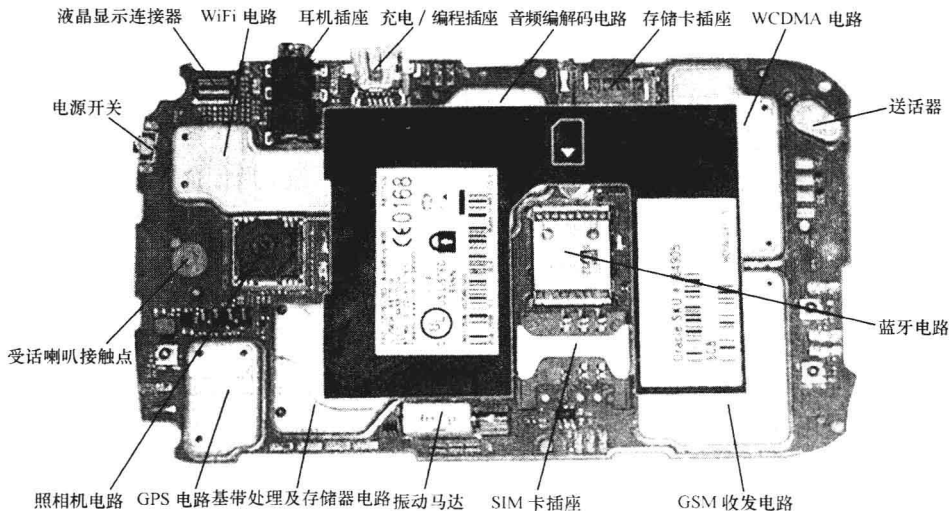 液晶显示连接器 WiFi 电路 耳机插座 充电 / 编程插座 音频编解码电路 存储卡插座 WCDMA 电路
电源开关
送话器
CE0168
受话喇叭接触点
蓝牙电路
照相机电路 GPS 电路 基带处理及存储器电路 振动马达 SIM 卡插座 GSM 收发电路